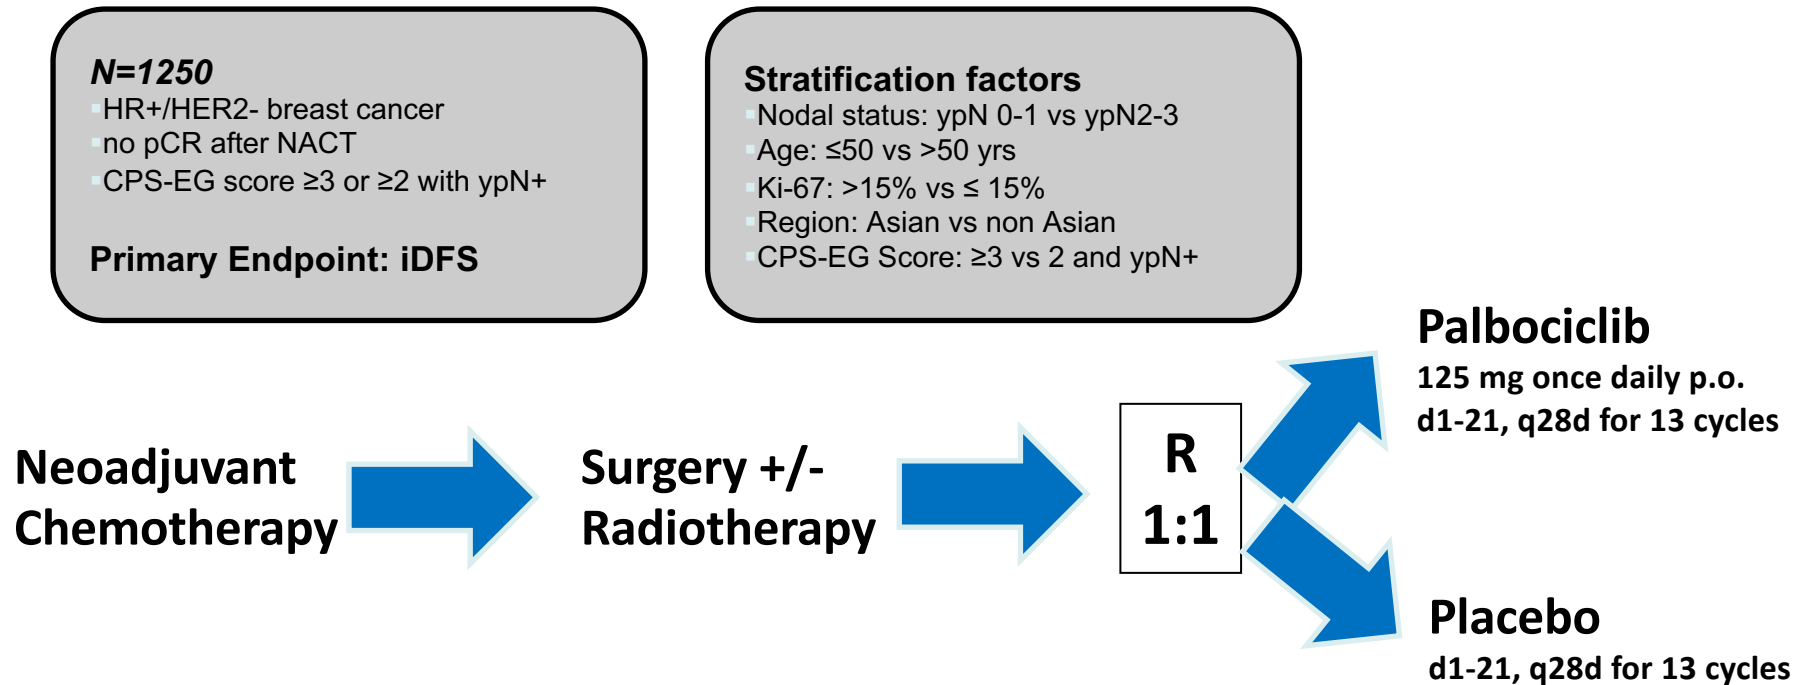 N=1250
▪HR+/HER2- breast cancer
▪no pCR after NACT
▪CPS-EG score ≥3 or ≥2 with ypN+
Primary Endpoint: iDFS
Stratification factors
▪Nodal status: ypN 0-1 vs ypN2-3
▪Age: ≤50 vs >50 yrs
▪Ki-67: >15% vs ≤ 15%
▪Region: Asian vs non Asian
▪CPS-EG Score: ≥3 vs 2 and ypN+
Neoadjuvant
Chemotherapy
Surgery +/-
Radiotherapy
R
1:1
Palbociclib
125 mg once daily p.o.
d1-21, q28d for 13 cycles
Placebo
d1-21, q28d for 13 cycles